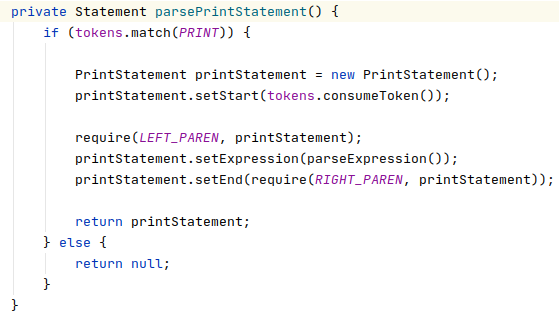 private Statement parsePrintStatement() {
    if (tokens.match(PRINT)) {

        PrintStatement printStatement = new PrintStatement();
        printStatement.setStart(tokens.consumeToken());

        require(LEFT_PAREN, printStatement);
        printStatement.setExpression(parseExpression());
        printStatement.setEnd(require(RIGHT_PAREN, printStatement));

        return printStatement;
    } else {
        return null;
    }
}